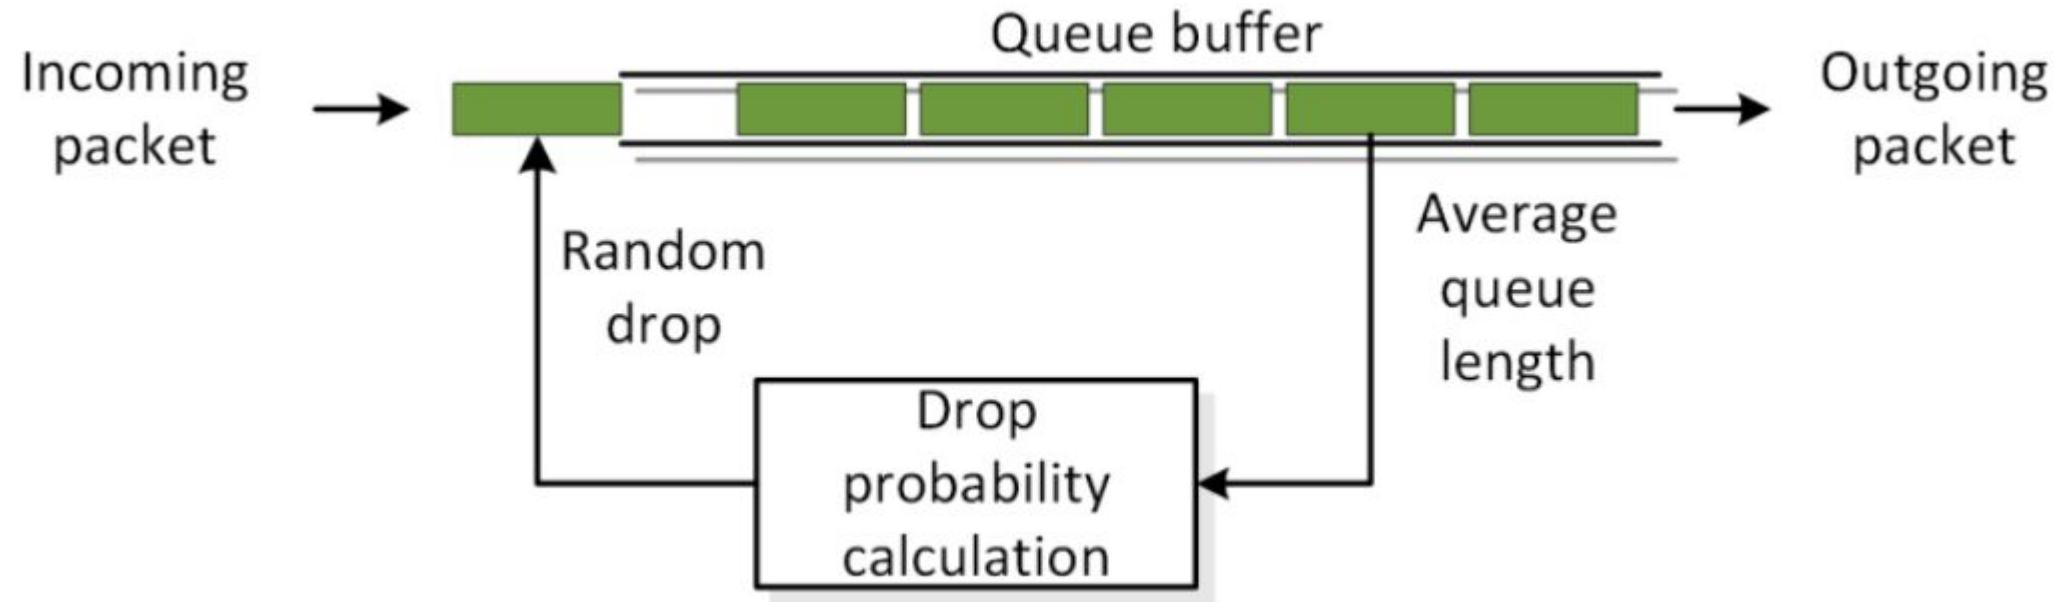 Queue buffer
Incoming
packet
Outgoing
packet
Random
drop
Average
queue
length
Drop
probability
calculation